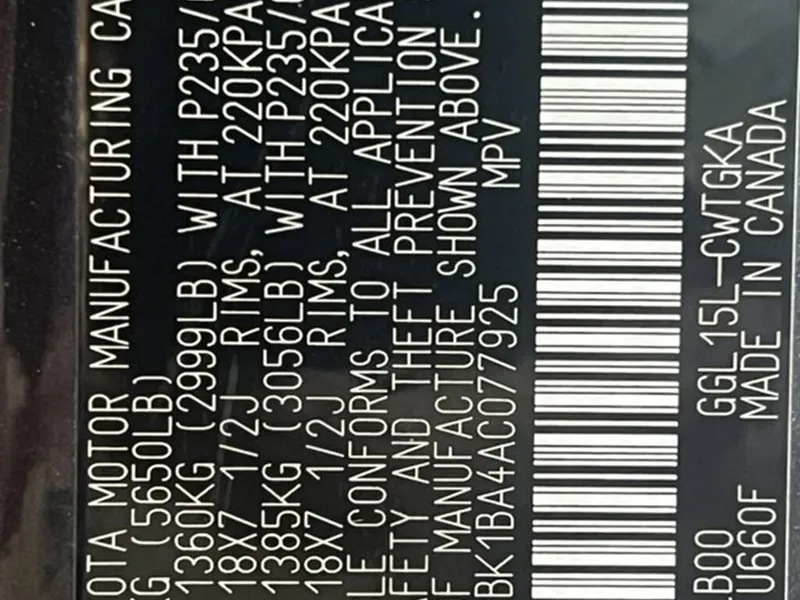 OTA MOTOR MANUFACTURING CA
KG (5650LB)
1360KG (2999LB) WITH P235/
18X7 1/2J RIMS, AT 220KPA
1385KG (3056LB) WITH P235/
18X7 1/2J RIMS, AT 220KPA
LE CONFORMS TO ALL APPLICA
FETY AND THEFT PREVENTION
F MANUFACTURE SHOWN ABOVE.
BK1BA4AC077925 MPV
LB00 GGL15L-CWTGKA
U660F MADE IN CANADA